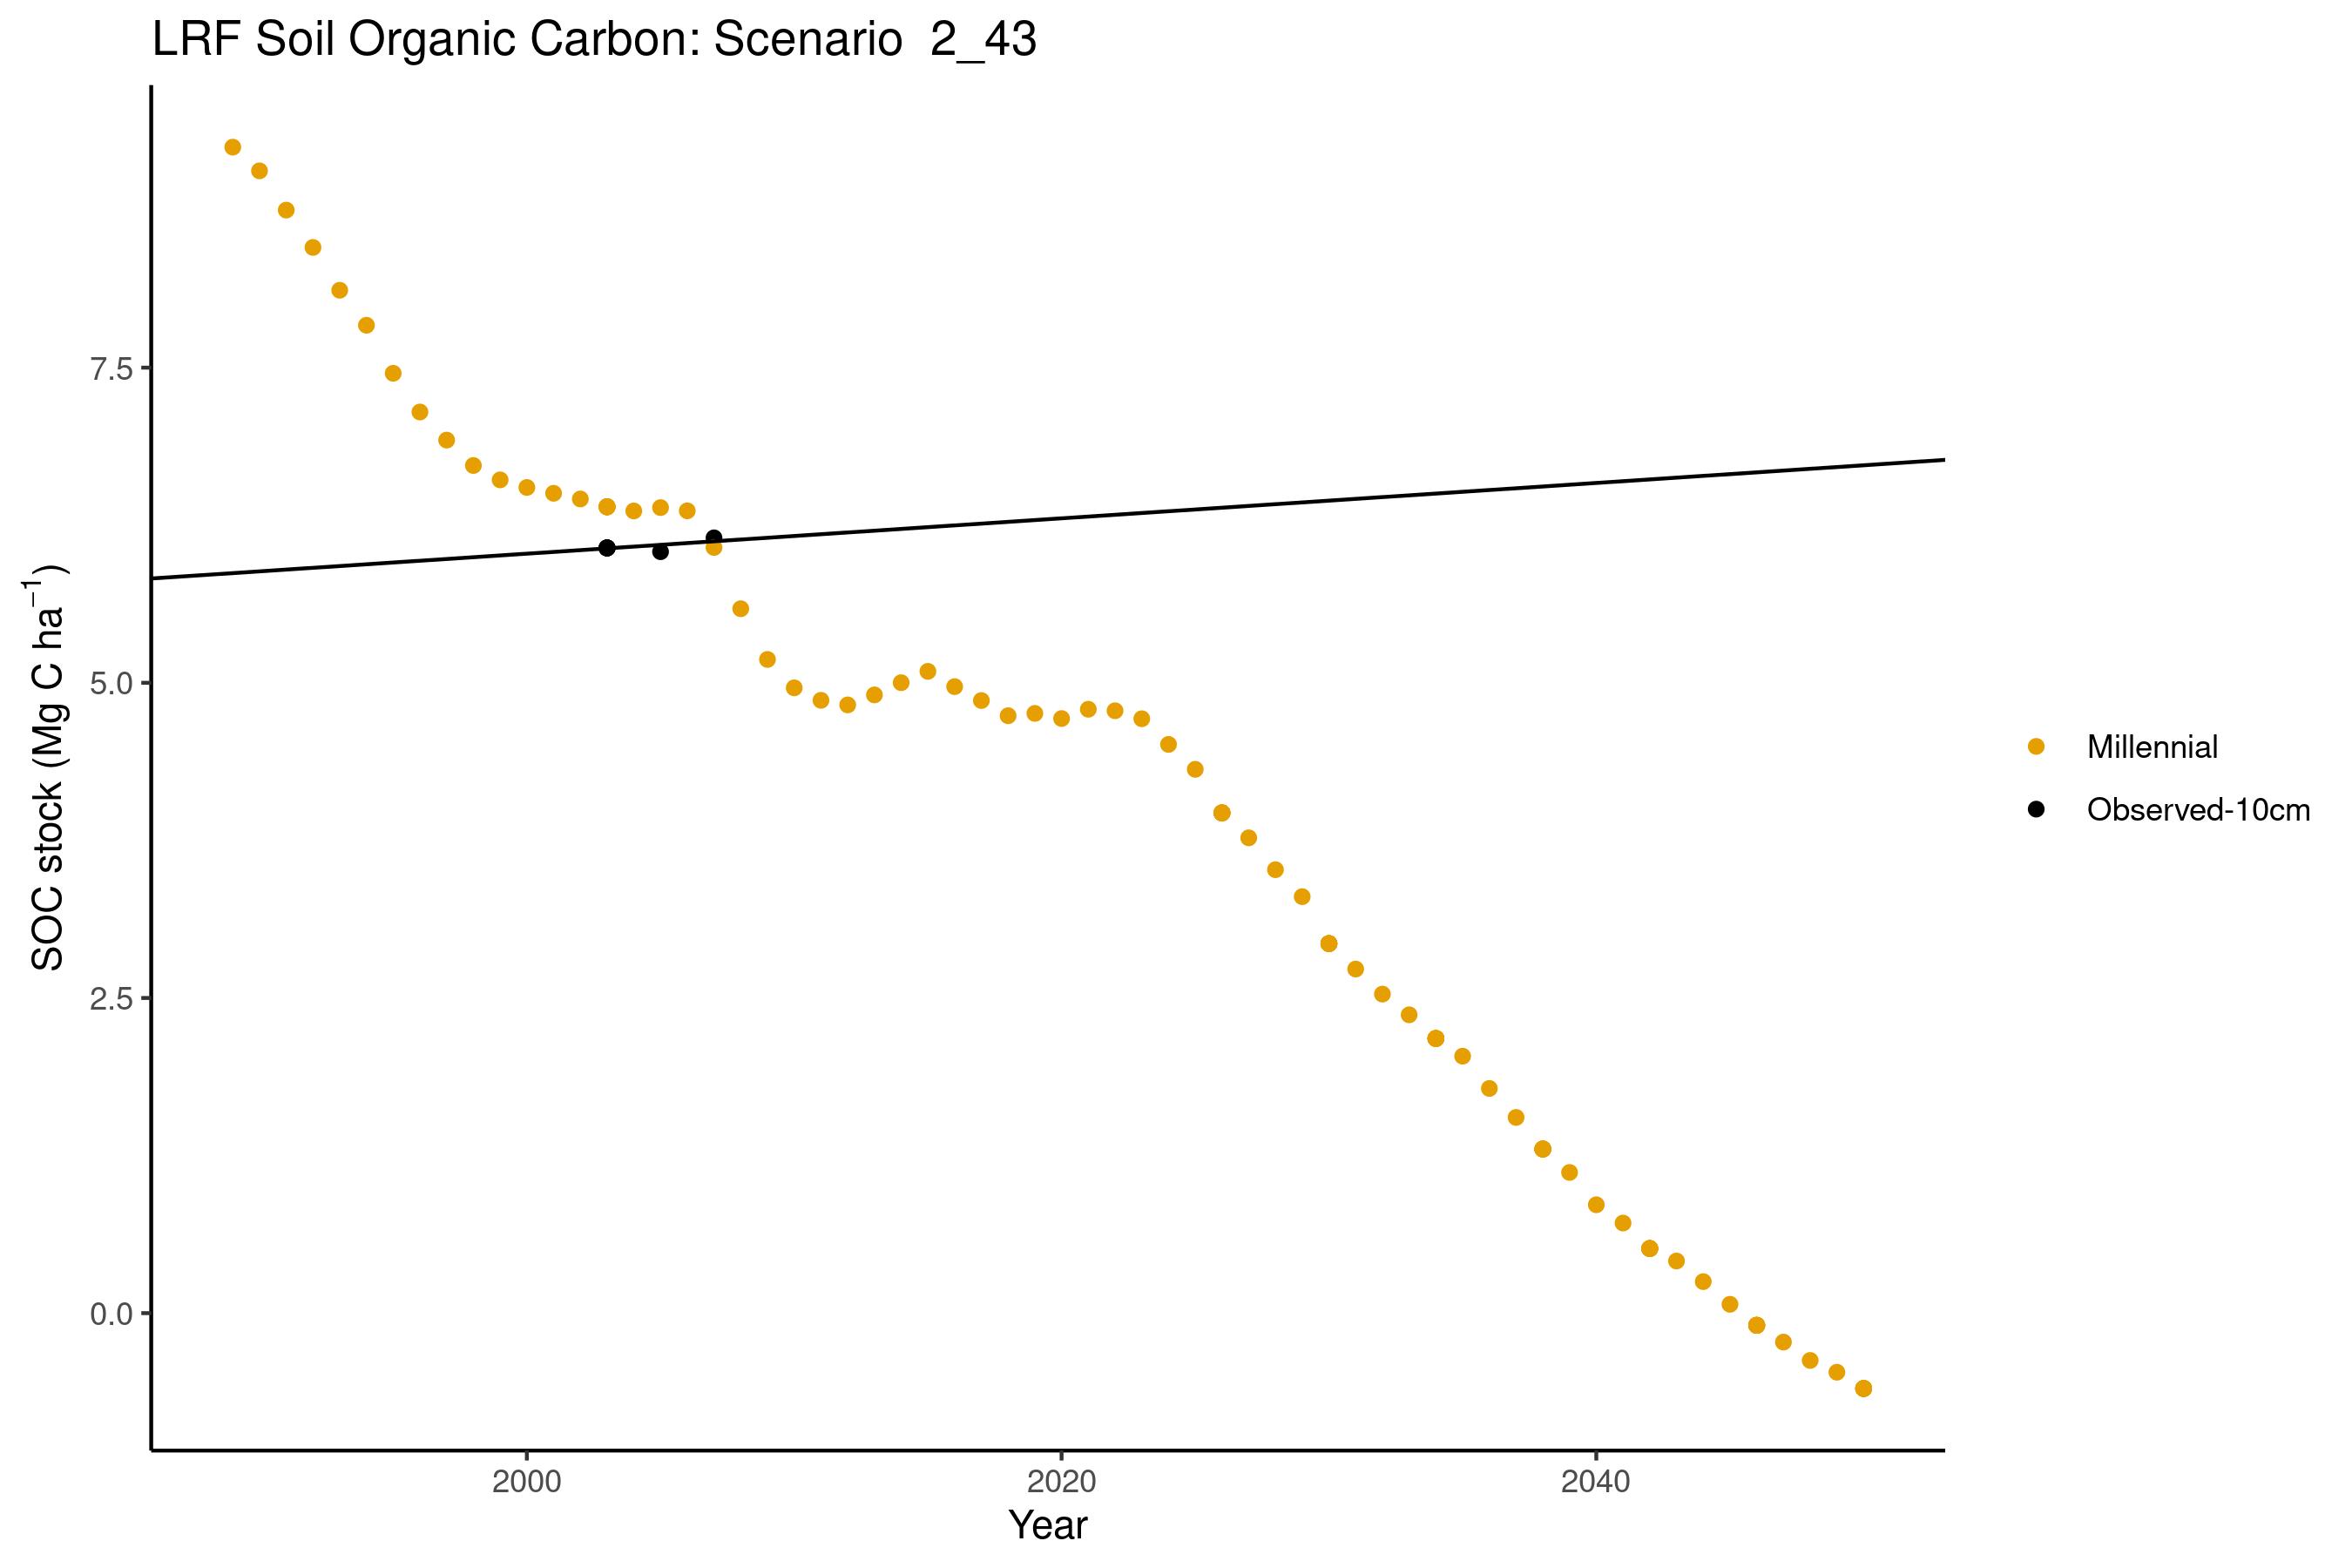 LRF Soil Organic Carbon: Scenario  2_43
SOC stock (Mg C ha⁻¹)
7.5
5.0
2.5
0.0
2000
2020
2040
Year
Millennial
Observed-10cm